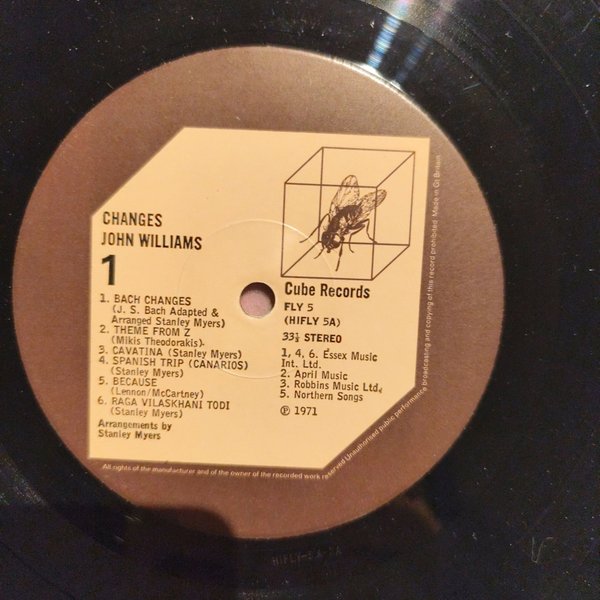 CHANGES
JOHN WILLIAMS
1
1. BACH CHANGES
(J. S. Bach Adapted &
Arranged Stanley Myers)
2. THEME FROM Z
(Mikis Theodorakis).
3. CAVATINA (Stanley Myers)
4. SPANISH TRIP (CANARIOS)
(Stanley Myers)
5. BECAUSE
(Lennon/McCartney)
6. RAGA VILASKHANI TODI
(Stanley Myers)
Arrangements by
Stanley Myers
Cube Records
FLY 5
(HIFLY 5A)
33⅓ STEREO
1, 4, 6. Essex Music
Int. Ltd.
2. April Music
3. Robbins Music Ltd.
5. Northern Songs
℗ 1971
All rights of the manufacturer and of the owner of the recorded work reserved Unauthorised public performance broadcasting and copying of this record prohibited. Made in Gt Britain